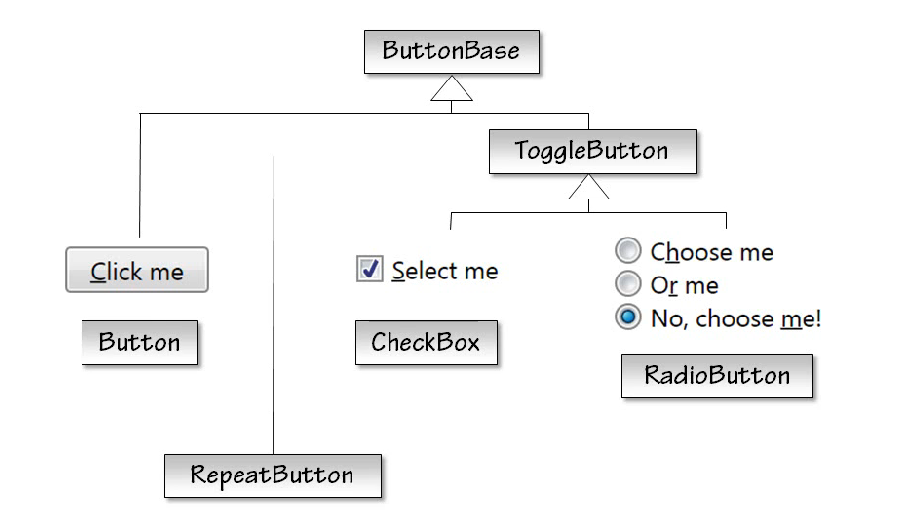 ButtonBase
ToggleButton
Click me
Select me
Choose me
Or me
No, choose me!
Button
CheckBox
RadioButton
RepeatButton